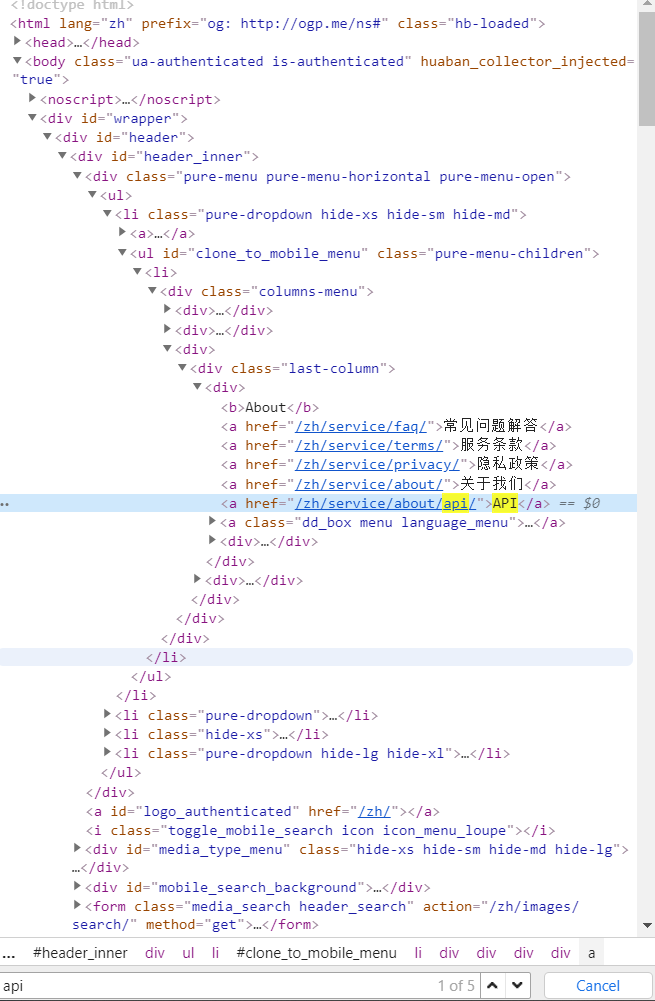 <!doctype html>
<html lang="zh" prefix="og: http://ogp.me/ns#" class="hb-loaded">
<head>…</head>
<body class="ua-authenticated is-authenticated" huaban_collector_injected=
"true">
<noscript>…</noscript>
<div id="wrapper">
<div id="header">
<div id="header_inner">
<div class="pure-menu pure-menu-horizontal pure-menu-open">
<ul>
<li class="pure-dropdown hide-xs hide-sm hide-md">
<a>…</a>
<ul id="clone_to_mobile_menu" class="pure-menu-children">
<li>
<div class="columns-menu">
<div>…</div>
<div>…</div>
<div>
<div class="last-column">
<div>
<b>About</b>
<a href="/zh/service/faq/">常见问题解答</a>
<a href="/zh/service/terms/">服务条款</a>
<a href="/zh/service/privacy/">隐私政策</a>
<a href="/zh/service/about/">关于我们</a>
<a href="/zh/service/about/api/">API</a> == $0
<a class="dd_box menu language_menu">…</a>
<div>…</div>
</div>
<div>…</div>
</div>
</div>
</div>
</li>
</ul>
</li>
<li class="pure-dropdown">…</li>
<li class="hide-xs">…</li>
<li class="pure-dropdown hide-lg hide-xl">…</li>
</ul>
</div>
<a id="logo_authenticated" href="/zh/"></a>
<i class="toggle_mobile_search icon icon_menu_loupe"></i>
<div id="media_type_menu" class="hide-xs hide-sm hide-md hide-lg">
…</div>
<div id="mobile_search_background">…</div>
<form class="media_search header_search" action="/zh/images/
search/" method="get">…</form>
... #header_inner div ul li #clone_to_mobile_menu li div div div div a
api 1 of 5 Cancel